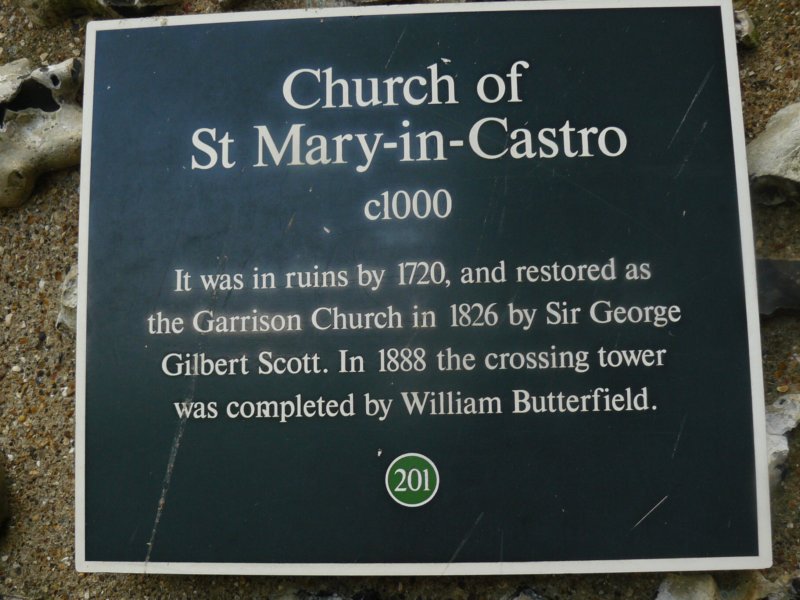 Church of
St Mary-in-Castro
c1000
It was in ruins by 1720, and restored as
the Garrison Church in 1826 by Sir George
Gilbert Scott. In 1888 the crossing tower
was completed by William Butterfield.
201